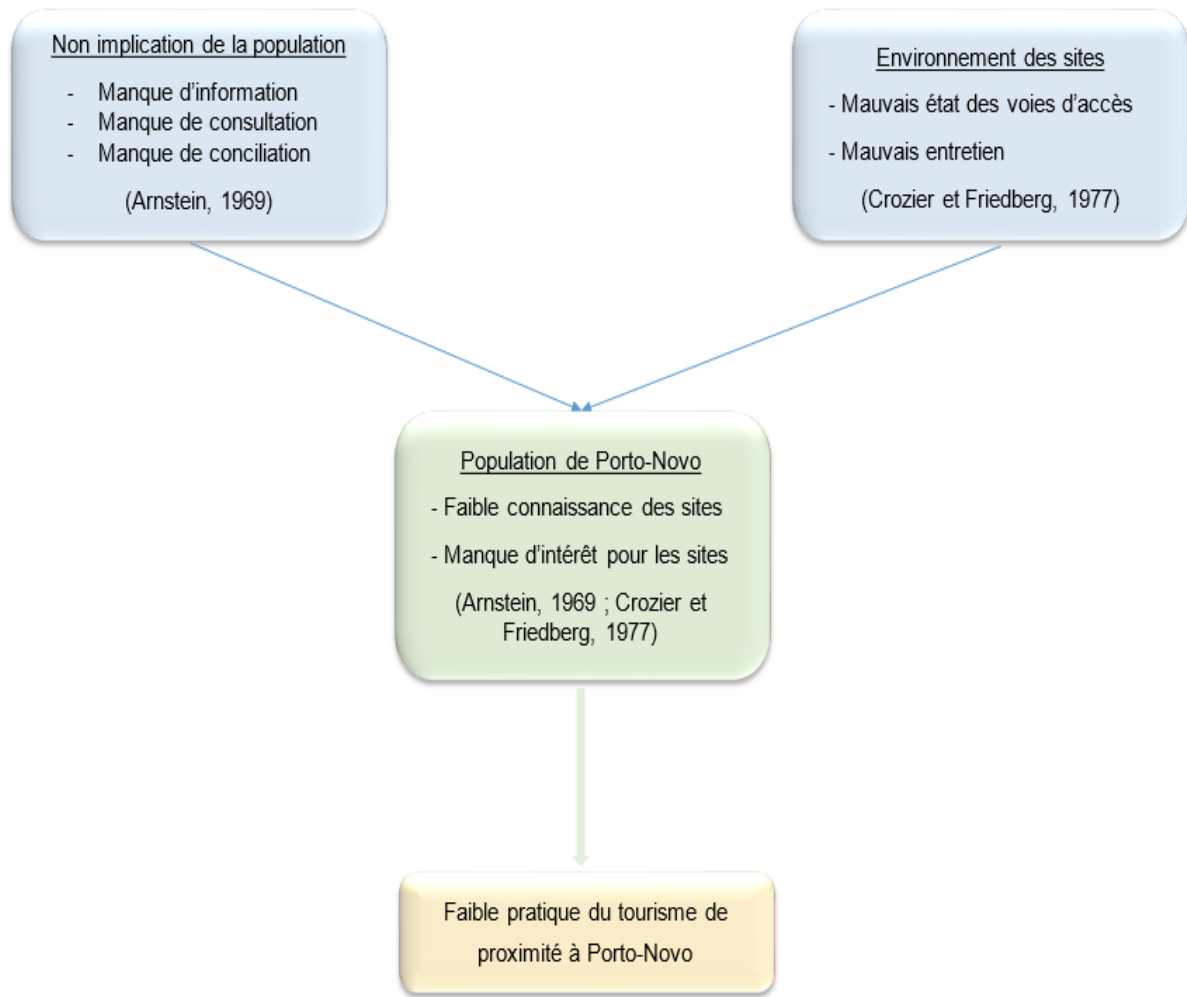 Non implication de la population
- Manque d'information
- Manque de consultation
- Manque de conciliation
(Arnstein, 1969)
Environnement des sites
- Mauvais état des voies d'accès
- Mauvais entretien
(Crozier et Friedberg, 1977)
Population de Porto-Novo
- Faible connaissance des sites
- Manque d'intérêt pour les sites
(Arnstein, 1969 ; Crozier et
Friedberg, 1977)
Faible pratique du tourisme de
proximité à Porto-Novo